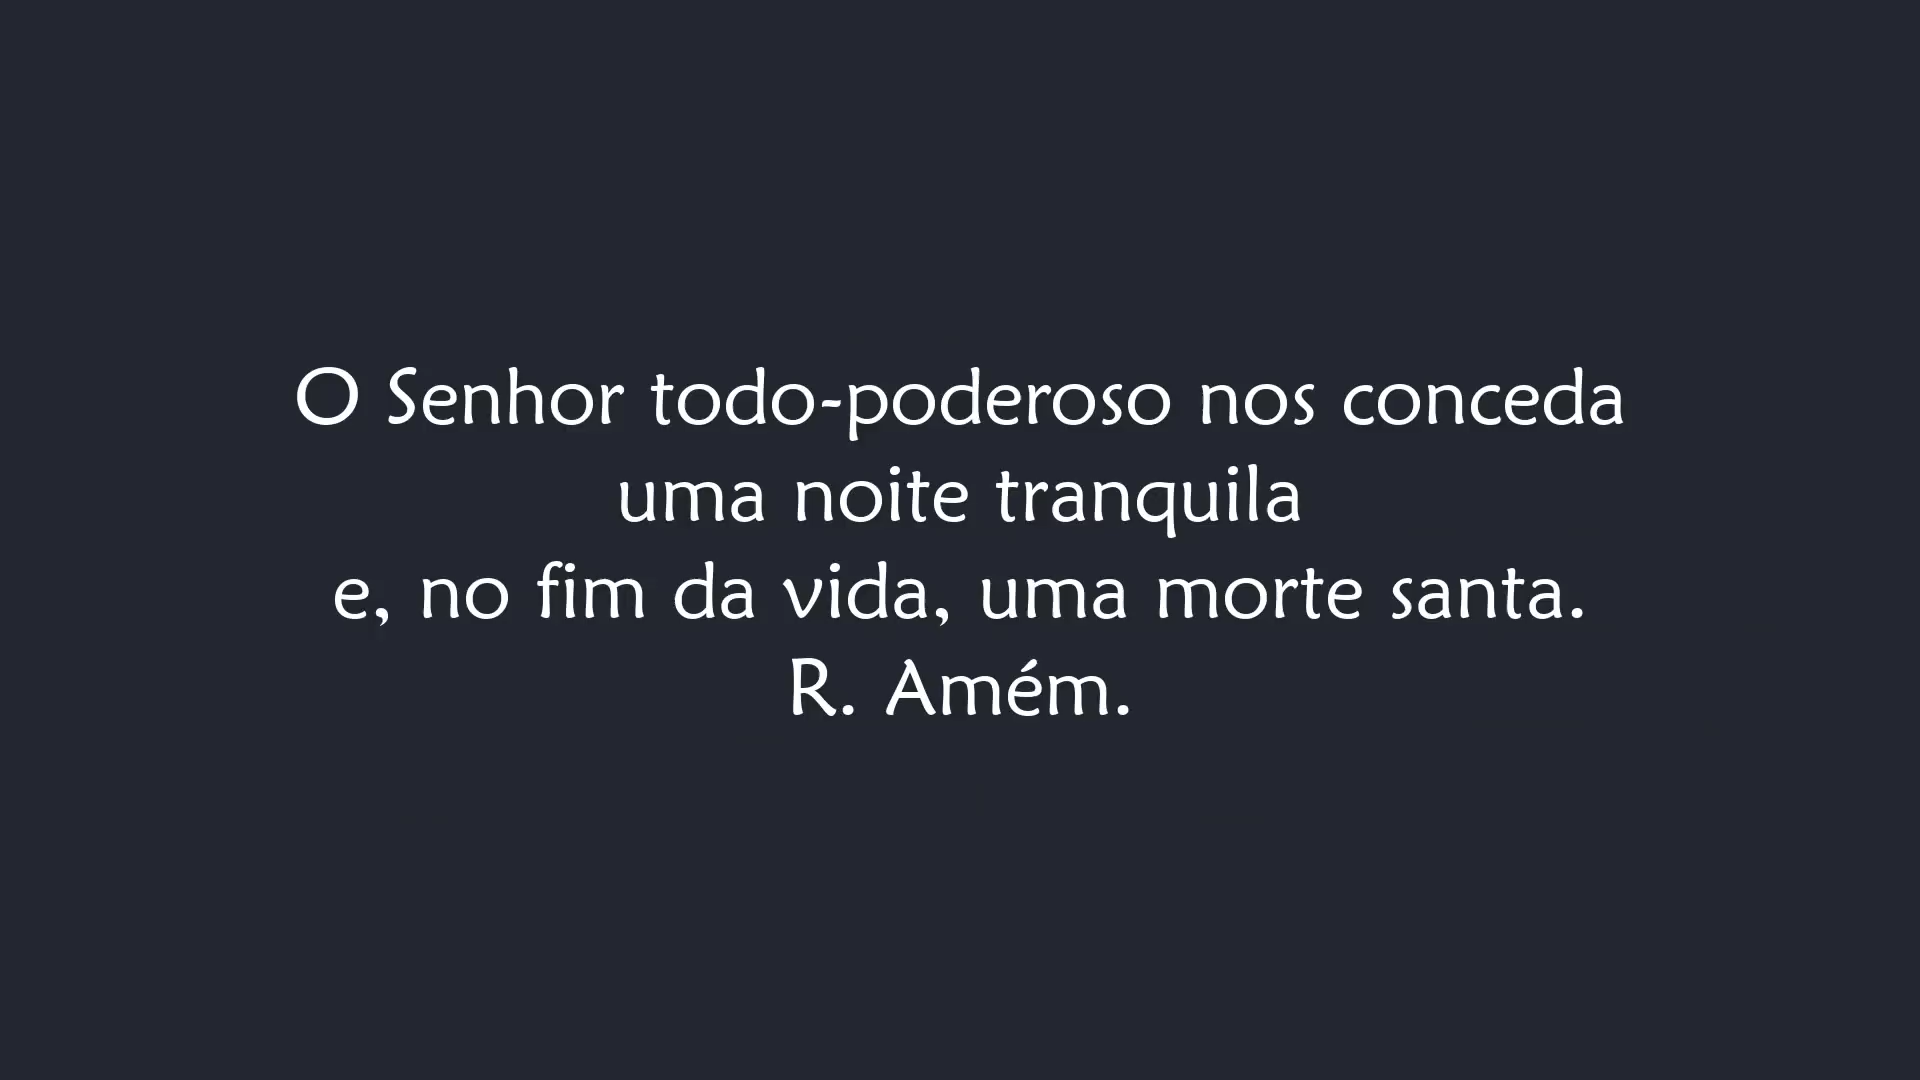 O Senhor todo-poderoso nos conceda
uma noite tranquila
e, no fim da vida, uma morte santa.
R. Amém.